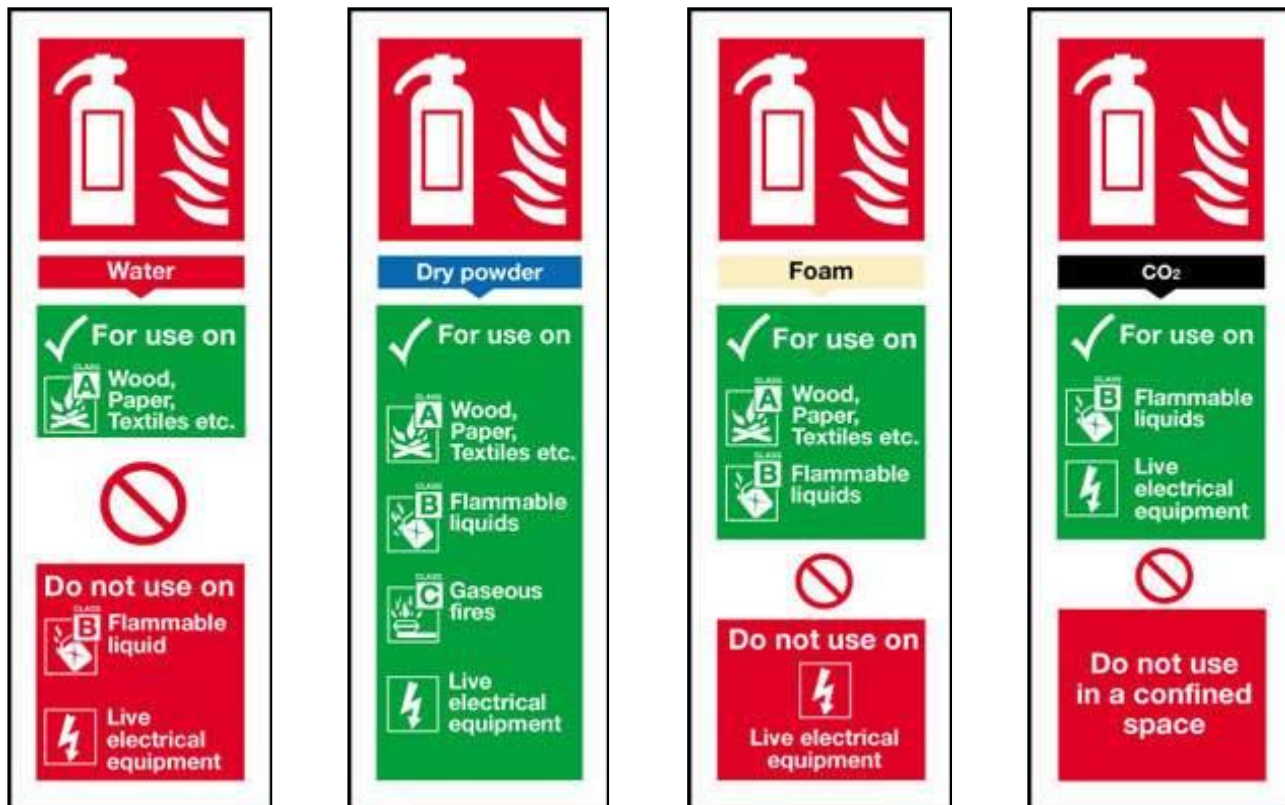 Water
For use on
CLASS
A
Wood,
Paper,
Textiles etc.
Do not use on
CLASS
B
Flammable
liquid
Live
electrical
equipment
Dry powder
For use on
CLASS
A
Wood,
Paper,
Textiles etc.
CLASS
B
Flammable
liquids
CLASS
C
Gaseous
fires
Live
electrical
equipment
Foam
For use on
CLASS
A
Wood,
Paper,
Textiles etc.
CLASS
B
Flammable
liquids
Do not use on
Live electrical
equipment
CO2
For use on
CLASS
B
Flammable
liquids
Live
electrical
equipment
Do not use
in a confined
space